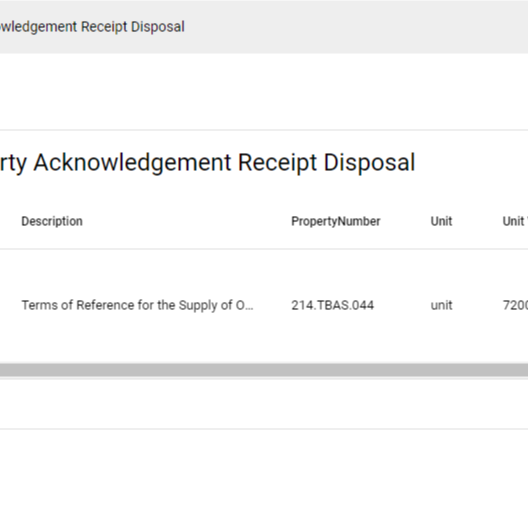 wledgement Receipt Disposal
rty Acknowledgement Receipt Disposal
Description PropertyNumber Unit Unit
Terms of Reference for the Supply of O... 214.TBAS.044 unit 720